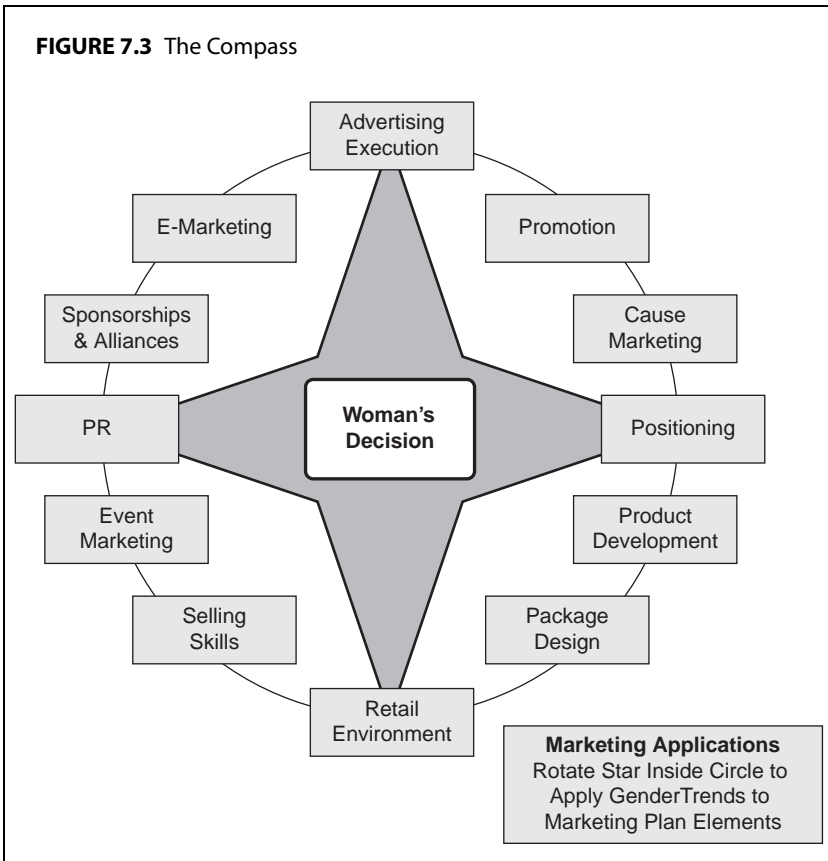 FIGURE 7.3 The Compass
Advertising
Execution
E-Marketing
Promotion
Sponsorships
& Alliances
Cause
Marketing
PR
Woman's
Decision
Positioning
Event
Marketing
Product
Development
Selling
Skills
Package
Design
Retail
Environment
Marketing Applications
Rotate Star Inside Circle to
Apply GenderTrends to
Marketing Plan Elements